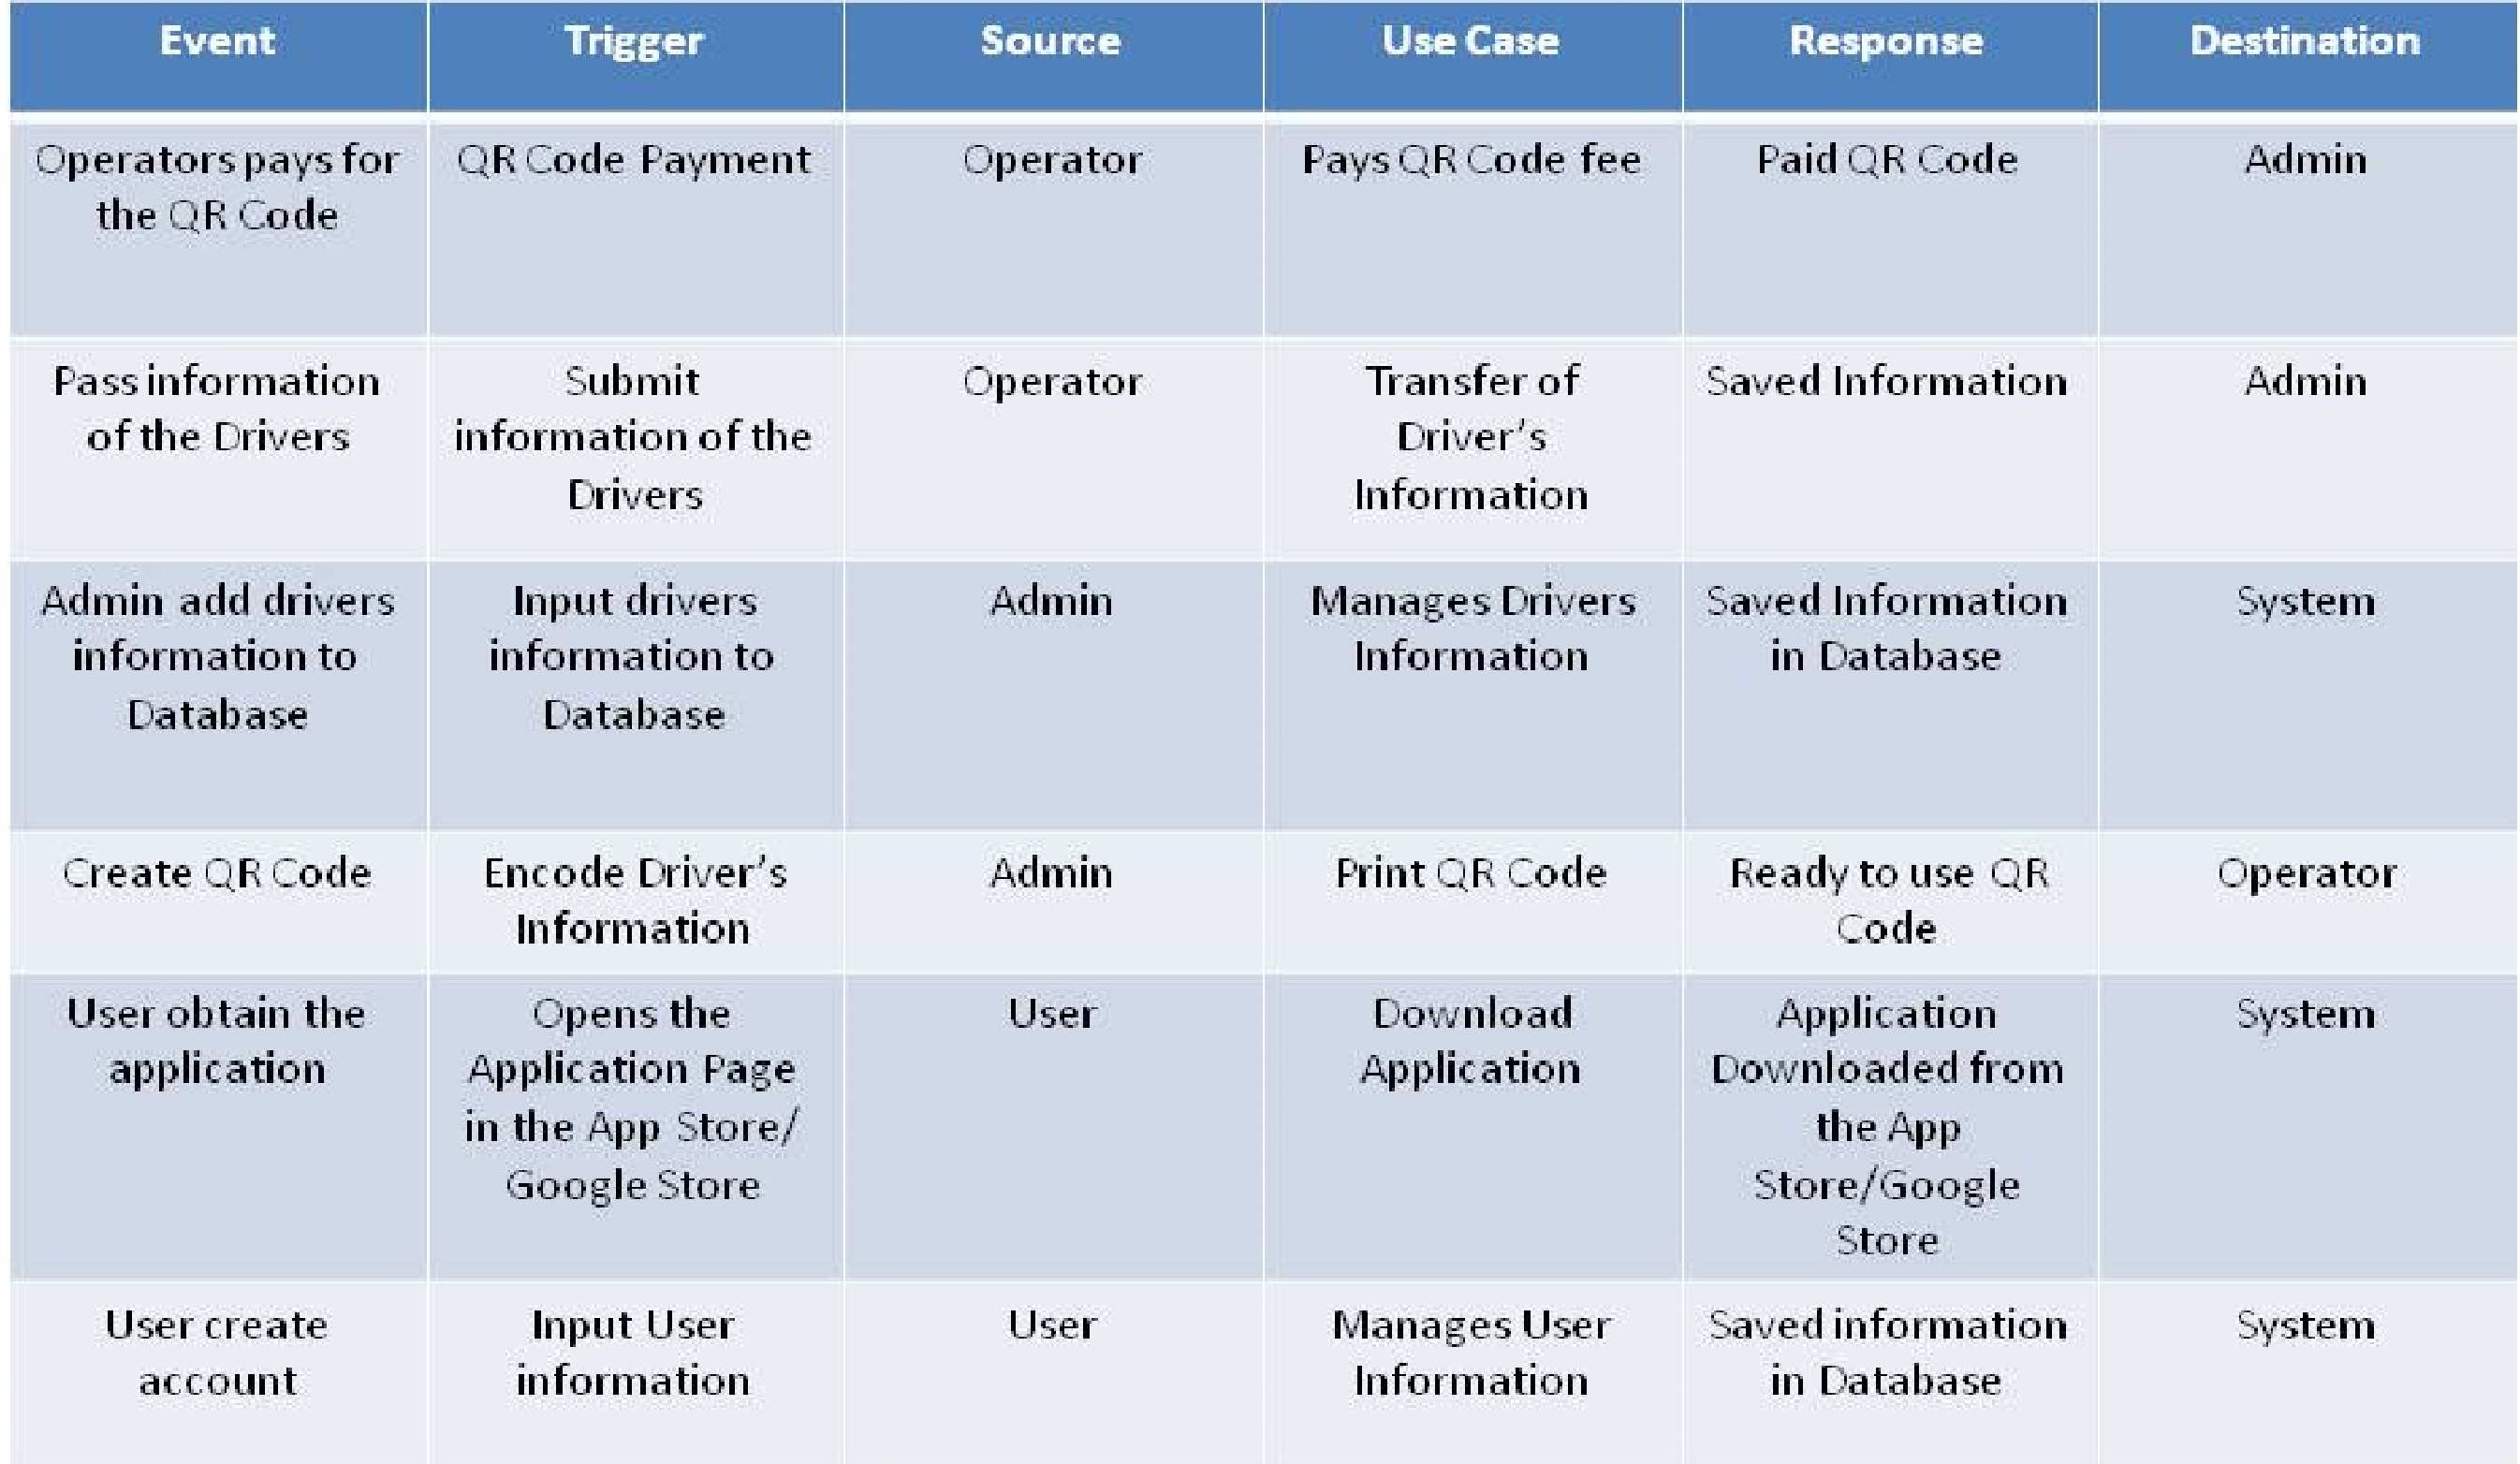 Event Trigger Source Use Case Response Destination
Operators pays for QR Code Payment Operator Pays QR Code fee Paid QR Code Admin
the QR Code
Pass information Submit Operator Transfer of Saved Information Admin
of the Drivers information of the Driver's
Drivers Information
Admin add drivers Input drivers Admin Manages Drivers Saved Information System
information to information to Information in Database
Database Database
Create QR Code Encode Driver's Admin Print QR Code Ready to use QR Operator
Information Code
User obtain the Opens the User Download Application System
application Application Page Application Downloaded from
in the App Store/ the App
Google Store Store/Google
Store
User create Input User User Manages User Saved information System
account information Information in Database